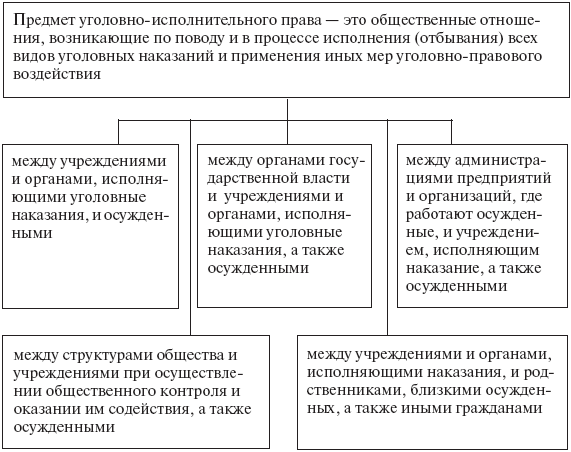 Предмет уголовно-исполнительного права — это общественные отноше-
ния, возникающие по поводу и в процессе исполнения (отбывания) всех
видов уголовных наказаний и применения иных мер уголовно-правового
воздействия
между учреждениями
и органами, исполня-
ющими уголовные
наказания, и осужден-
ными
между органами госу-
дарственной власти
и учреждениями и
органами, исполня-
ющими уголовные
наказания, а также
осужденными
между администра-
циями предприятий
и организаций, где
работают осужден-
ные, и учреждени-
ем, исполняющим
наказание, а также
осужденными
между структурами общества и
учреждениями при осуществле-
нии общественного контроля и
оказании им содействия, а также
осужденными
между учреждениями и органами,
исполняющими наказания, и род-
ственниками, близкими осужден-
ных, а также иными гражданами